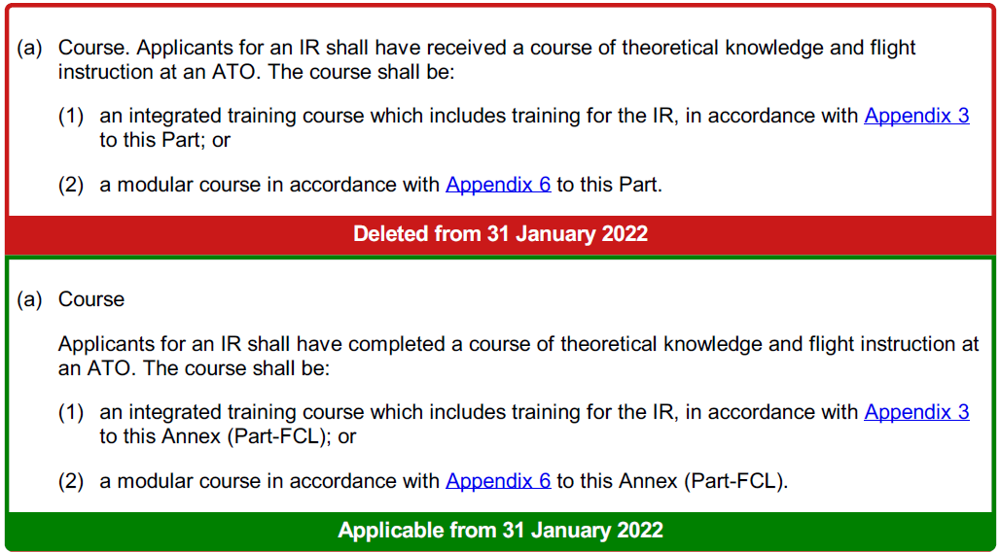 (a) Course. Applicants for an IR shall have received a course of theoretical knowledge and flight
instruction at an ATO. The course shall be:
(1) an integrated training course which includes training for the IR, in accordance with Appendix 3
to this Part; or
(2) a modular course in accordance with Appendix 6 to this Part.
Deleted from 31 January 2022
(a) Course
Applicants for an IR shall have completed a course of theoretical knowledge and flight instruction at
an ATO. The course shall be:
(1) an integrated training course which includes training for the IR, in accordance with Appendix 3
to this Annex (Part-FCL); or
(2) a modular course in accordance with Appendix 6 to this Annex (Part-FCL).
Applicable from 31 January 2022